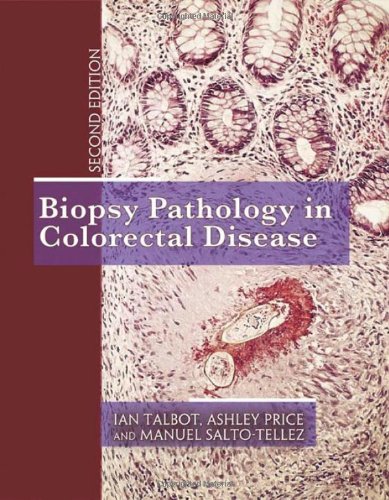 SECOND EDITION
Biopsy Pathology in
Colorectal Disease
IAN TALBOT, ASHLEY PRICE
AND MANUEL SALTO-TELLEZ